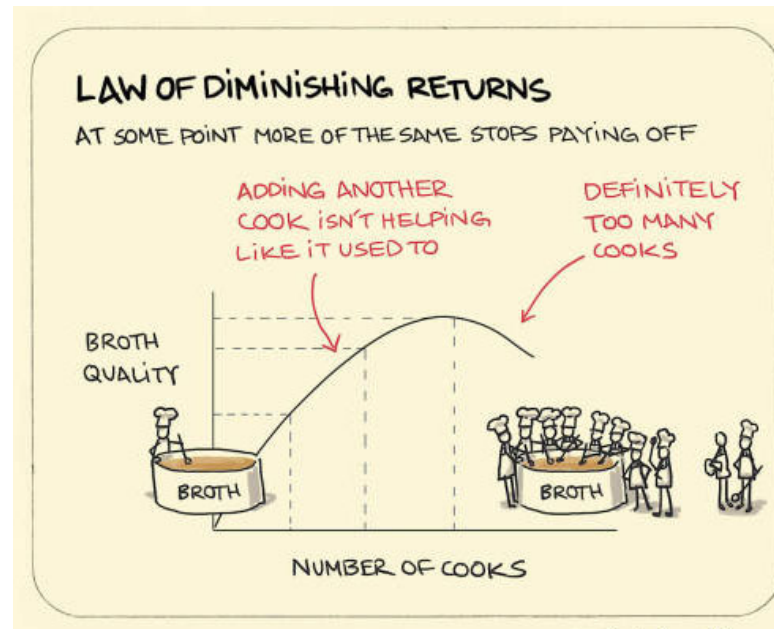 LAW OF DIMINISHING RETURNS
AT SOME POINT MORE OF THE SAME STOPS PAYING OFF
ADDING ANOTHER
COOK ISN'T HELPING
LIKE IT USED TO
DEFINITELY
TOO MANY
COOKS
BROTH
QUALITY
BROTH
BROTH
NUMBER OF COOKS